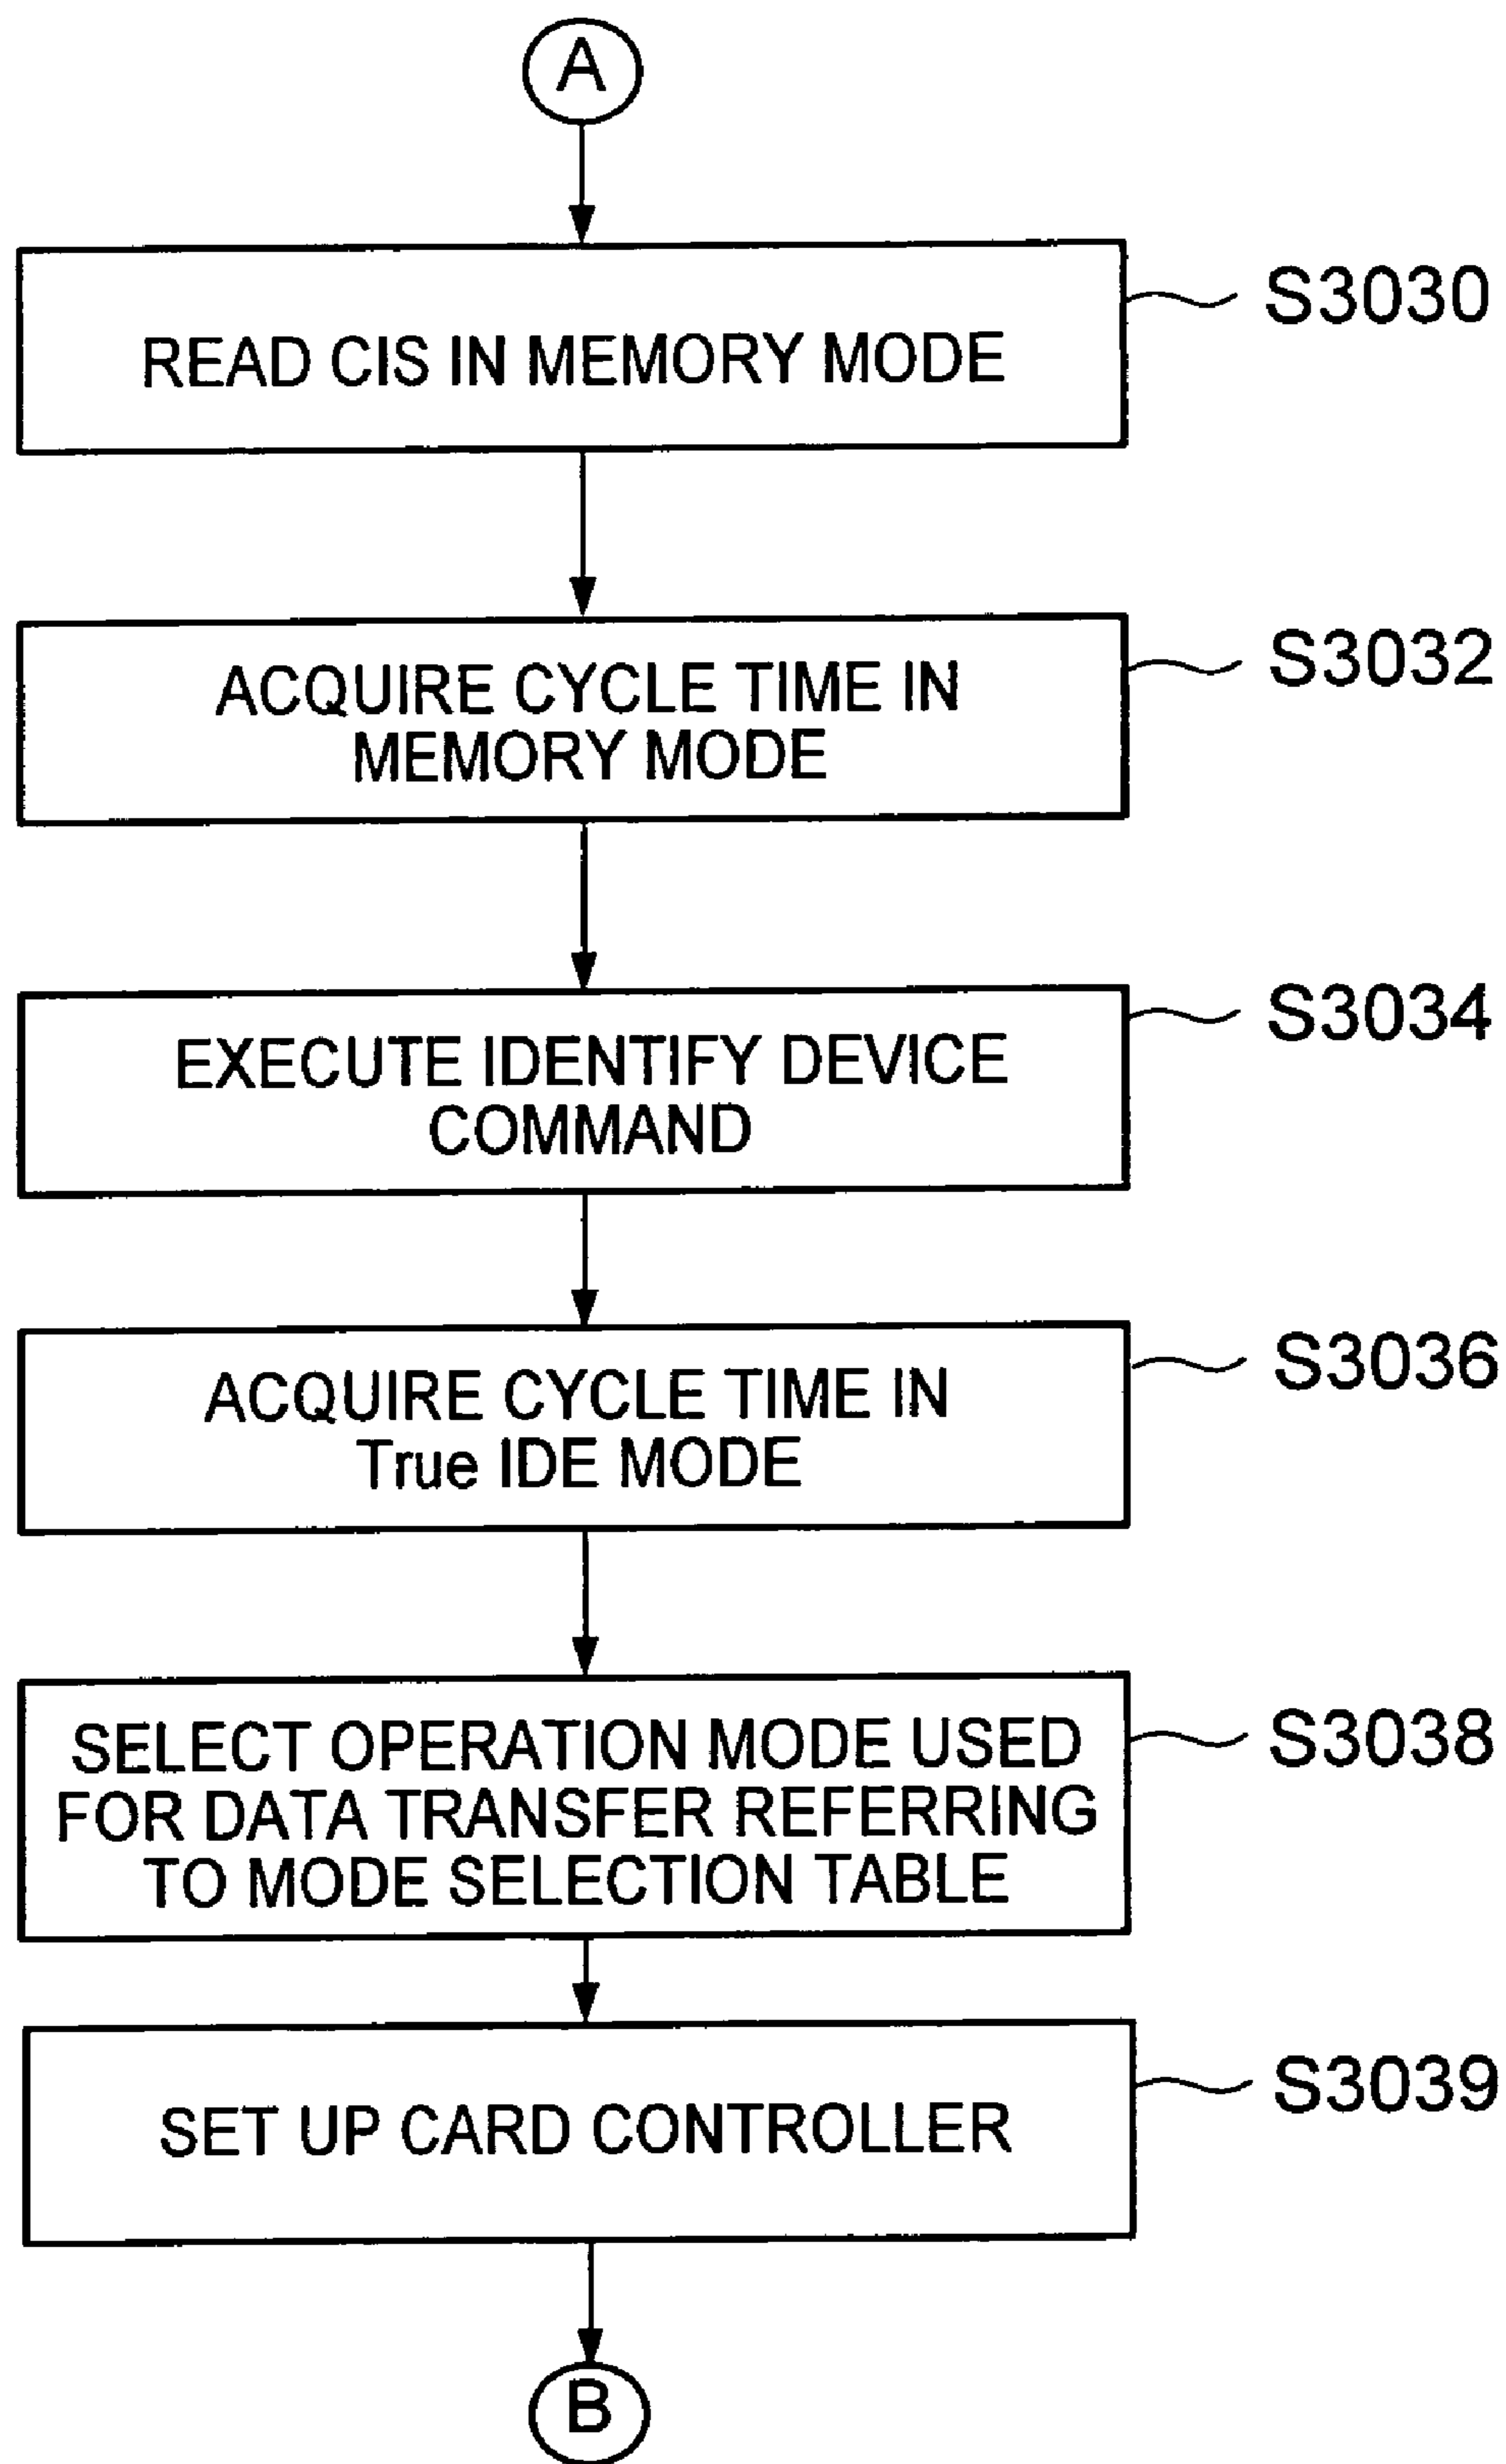 A
READ CIS IN MEMORY MODE
S3030
ACQUIRE CYCLE TIME IN
MEMORY MODE
S3032
EXECUTE IDENTIFY DEVICE
COMMAND
S3034
ACQUIRE CYCLE TIME IN
True IDE MODE
S3036
SELECT OPERATION MODE USED
FOR DATA TRANSFER REFERRING
TO MODE SELECTION TABLE
S3038
SET UP CARD CONTROLLER
S3039
B